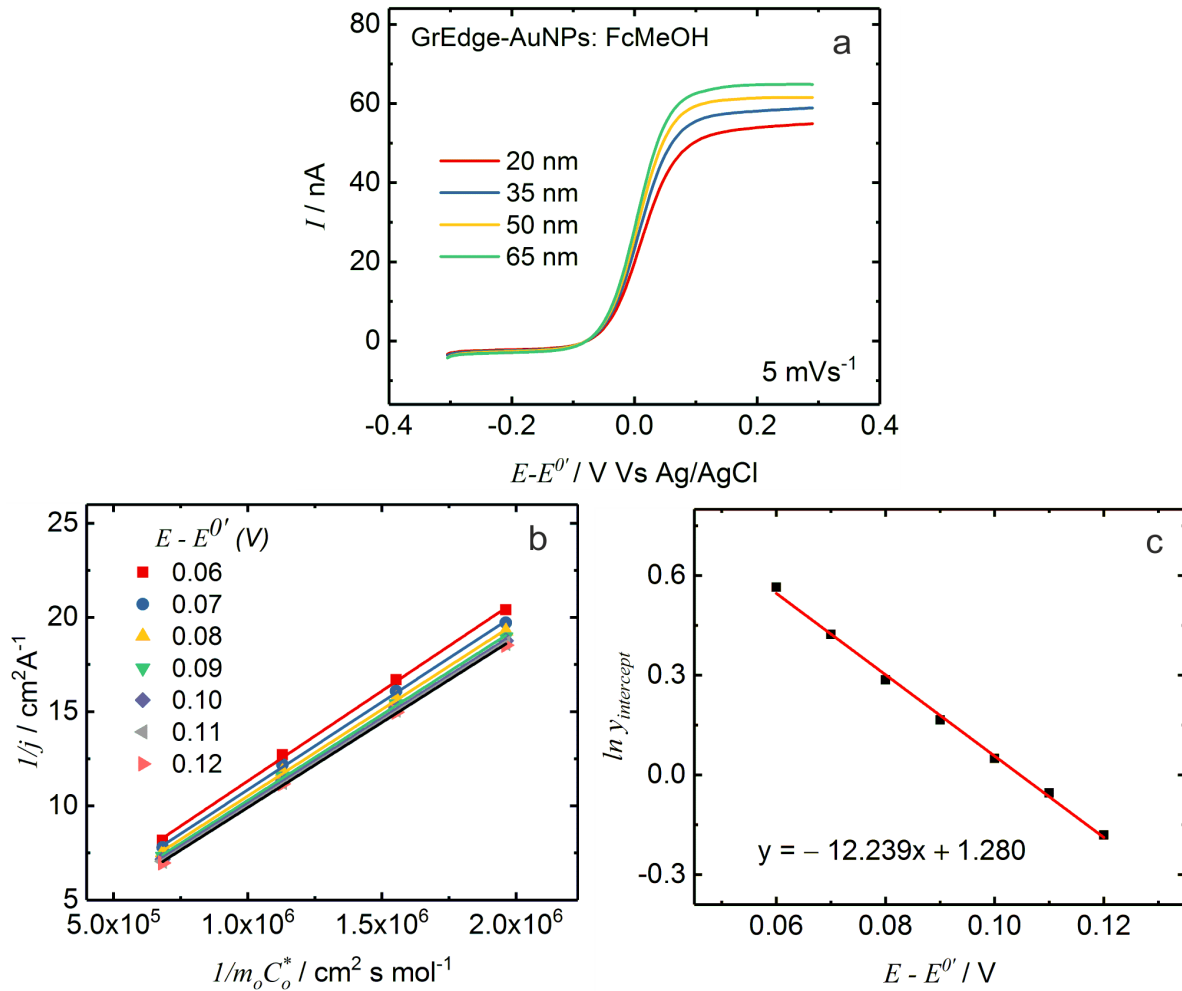 80
60
40
20
0
I / nA
GrEdge-AuNPs: FcMeOH
a
20 nm
35 nm
50 nm
65 nm
5 mVs⁻¹
-0.4 -0.2 0.0 0.2 0.4
E-E⁰' / V Vs Ag/AgCl
25
20
15
10
5
1/j / cm²A⁻¹
E - E⁰' (V)
b
0.06
0.07
0.08
0.09
0.10
0.11
0.12
5.0x10⁵ 1.0x10⁶ 1.5x10⁶ 2.0x10⁶
1/mₒCₒ* / cm² s mol⁻¹
0.6
0.3
0.0
-0.3
ln y_intercept
c
y = − 12.239x + 1.280
0.06 0.08 0.10 0.12
E - E⁰' / V